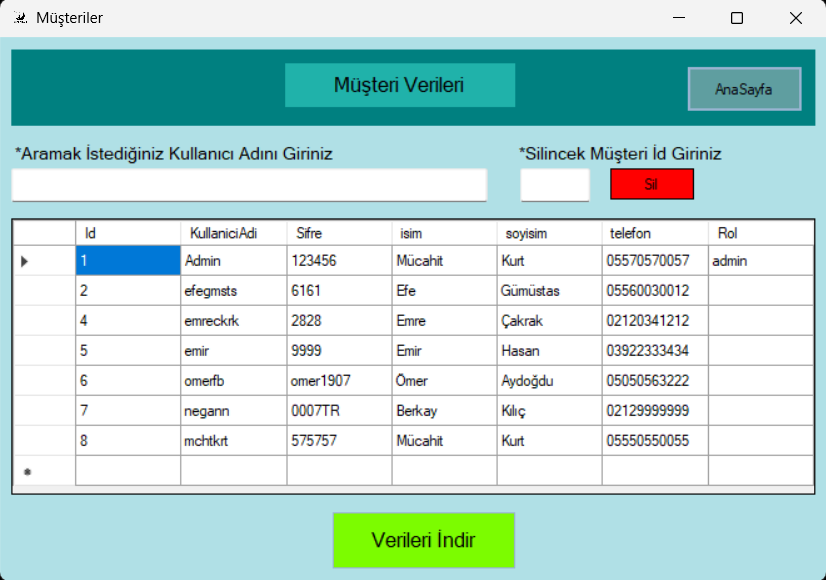 Müşteriler
Müşteri Verileri
AnaSayfa
*Aramak İstediğiniz Kullanıcı Adını Giriniz
*Silincek Müşteri İd Giriniz
Sil
Id KullaniciAdi Sifre isim soyisim telefon Rol
1 Admin 123456 Mücahit Kurt 05570570057 admin
2 efegmsts 6161 Efe Gümüstas 05560030012
4 emreckrk 2828 Emre Çakrak 02120341212
5 emir 9999 Emir Hasan 03922333434
6 omerfb omer1907 Ömer Aydoğdu 05050563222
7 negann 0007TR Berkay Kılıç 02129999999
8 mchtkrt 575757 Mücahit Kurt 05550550055
Verileri İndir